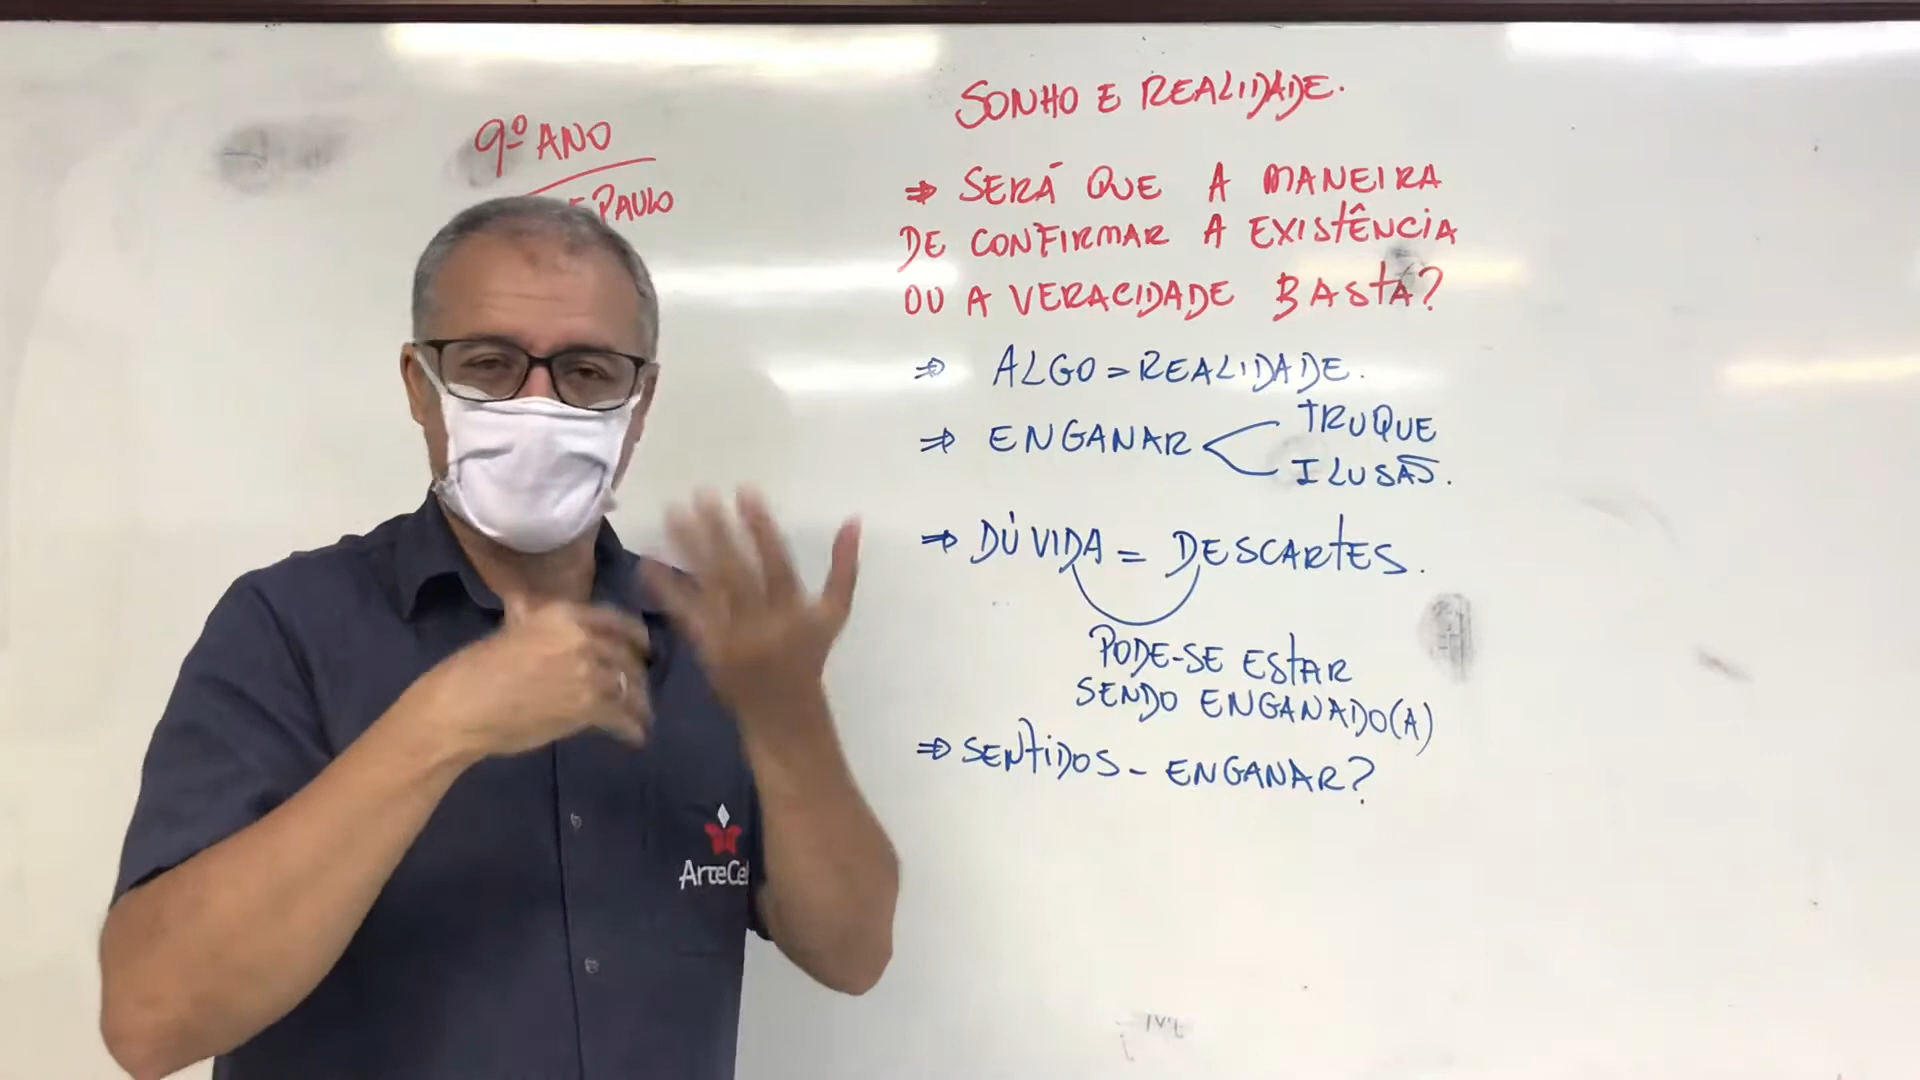 9º ANO
PAULO
SONHO E REALIDADE.
⇒ SERÁ QUE A MANEIRA
DE CONFIRMAR A EXISTÊNCIA
OU A VERACIDADE BASTA?
⇒ ALGO = REALIDADE.
⇒ ENGANAR
TRUQUE
ILUSÃO.
⇒ DÚVIDA = DESCARTES.
PODE-SE ESTAR
SENDO ENGANADO(A)
⇒ SENTIDOS - ENGANAR?